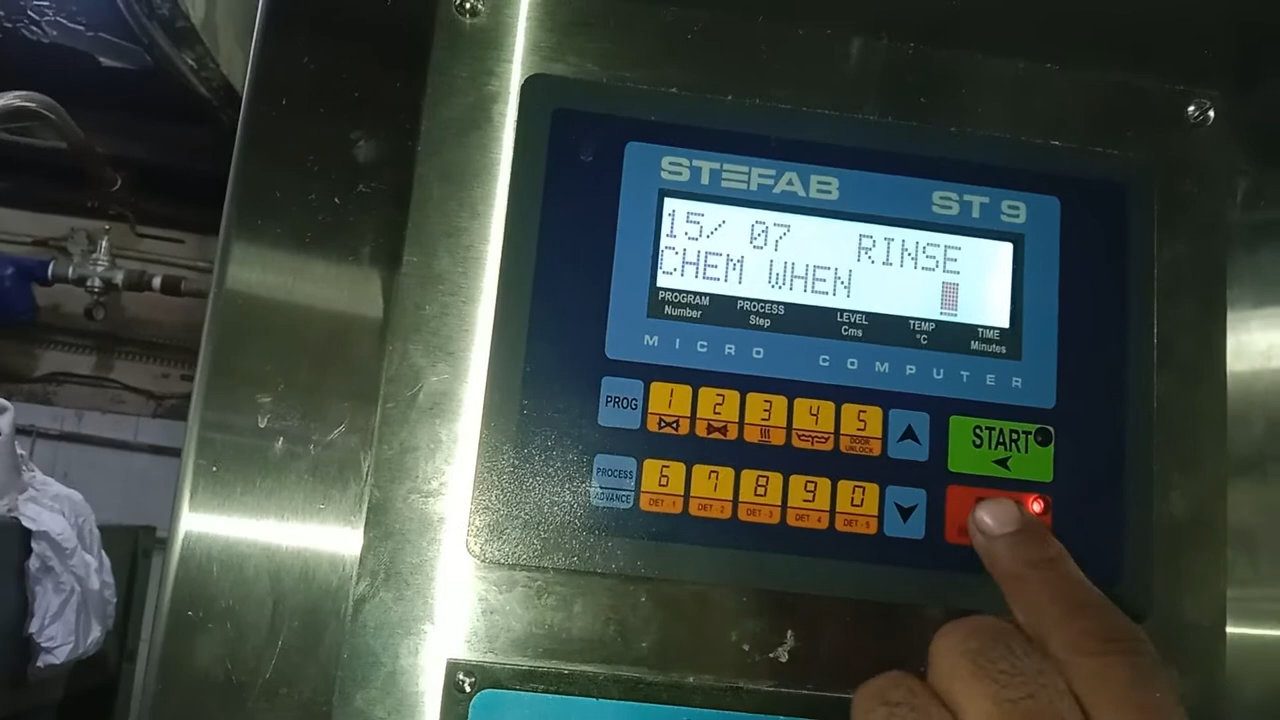 STEFAB ST 9
15/ 07 RINSE
CHEM WHEN
PROGRAM Number PROCESS Step LEVEL Cms TEMP °C TIME Minutes
MICRO COMPUTER
PROG 1 2 3 4 5 DOOR UNLOCK
START
PROCESS ADVANCE 6 DET - 1 7 DET - 2 8 DET - 3 9 DET - 4 0 DET - 5